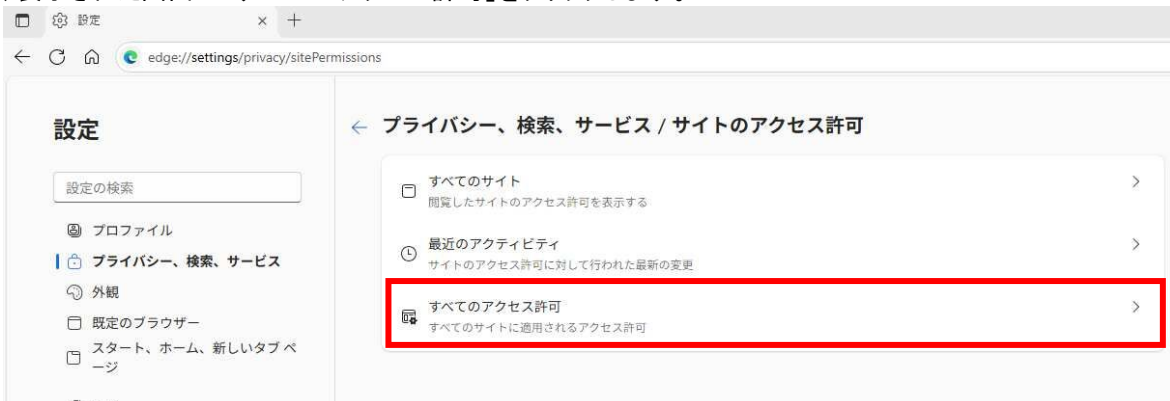 設定
edge://settings/privacy/sitePermissions
設定
プライバシー、検索、サービス / サイトのアクセス許可
設定の検索
プロファイル
プライバシー、検索、サービス
外観
既定のブラウザー
スタート、ホーム、新しいタブ ペ
ージ
すべてのサイト
閲覧したサイトのアクセス許可を表示する
最近のアクティビティ
サイトのアクセス許可に対して行われた最新の変更
すべてのアクセス許可
すべてのサイトに適用されるアクセス許可